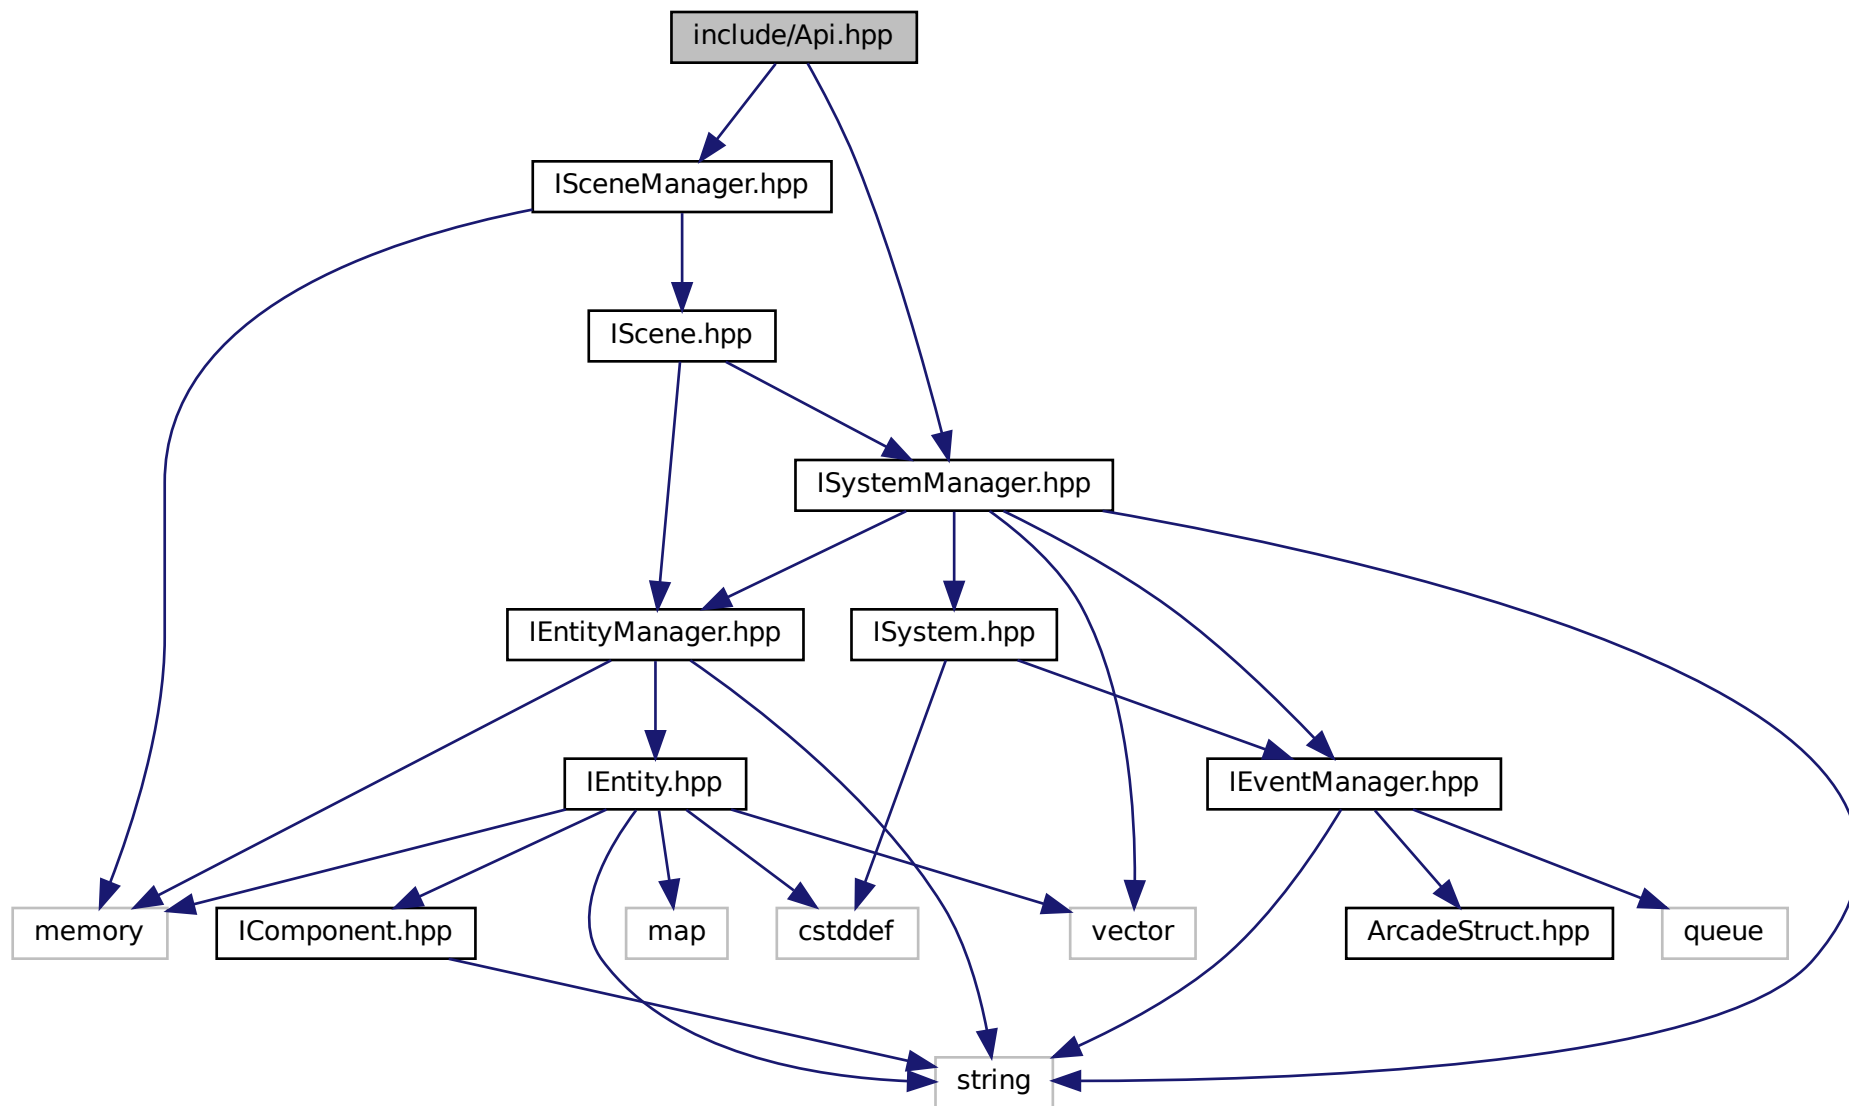 include/Api.hpp
ISceneManager.hpp
IScene.hpp
ISystemManager.hpp
IEntityManager.hpp
ISystem.hpp
IEntity.hpp
IEventManager.hpp
memory
IComponent.hpp
map
cstddef
vector
ArcadeStruct.hpp
queue
string